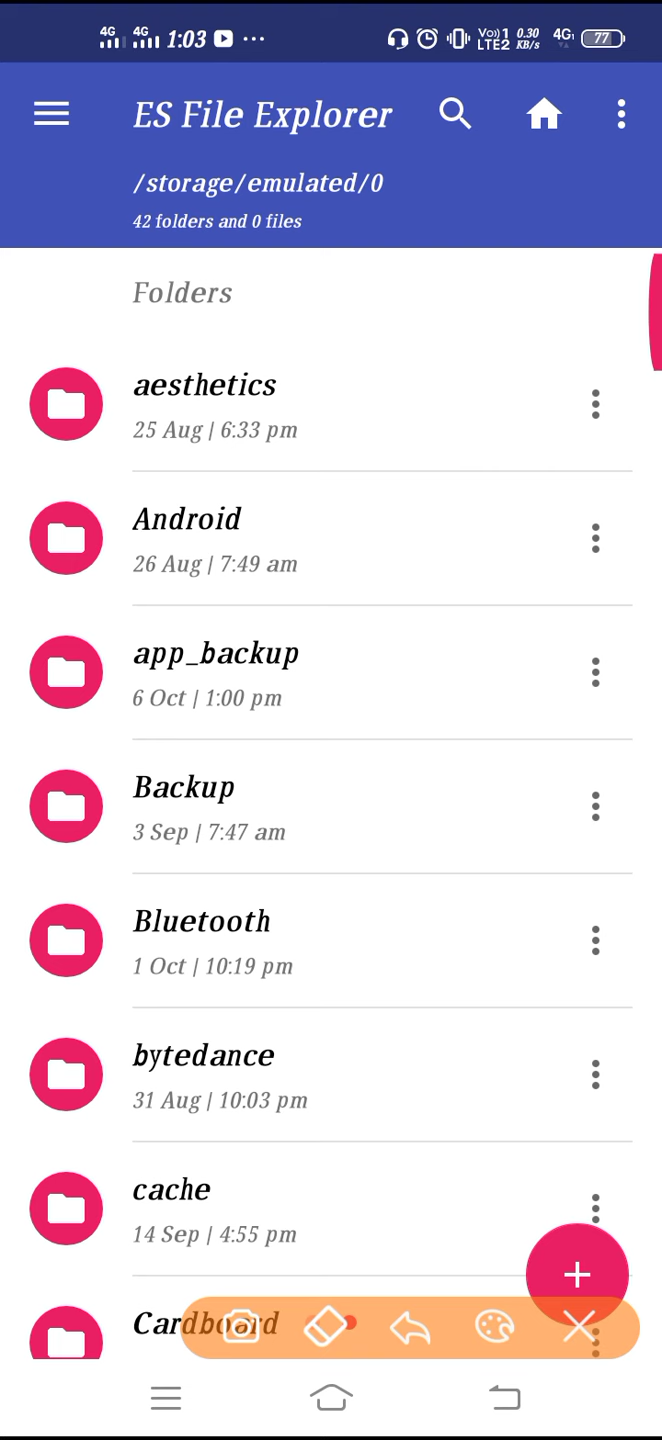 4G 4G 1:03 ... Vo)) 1 LTE2 0.30 KB/s 4G 77
ES File Explorer
/storage/emulated/0
42 folders and 0 files
Folders
aesthetics
25 Aug | 6:33 pm
Android
26 Aug | 7:49 am
app_backup
6 Oct | 1:00 pm
Backup
3 Sep | 7:47 am
Bluetooth
1 Oct | 10:19 pm
bytedance
31 Aug | 10:03 pm
cache
14 Sep | 4:55 pm
Cardboard